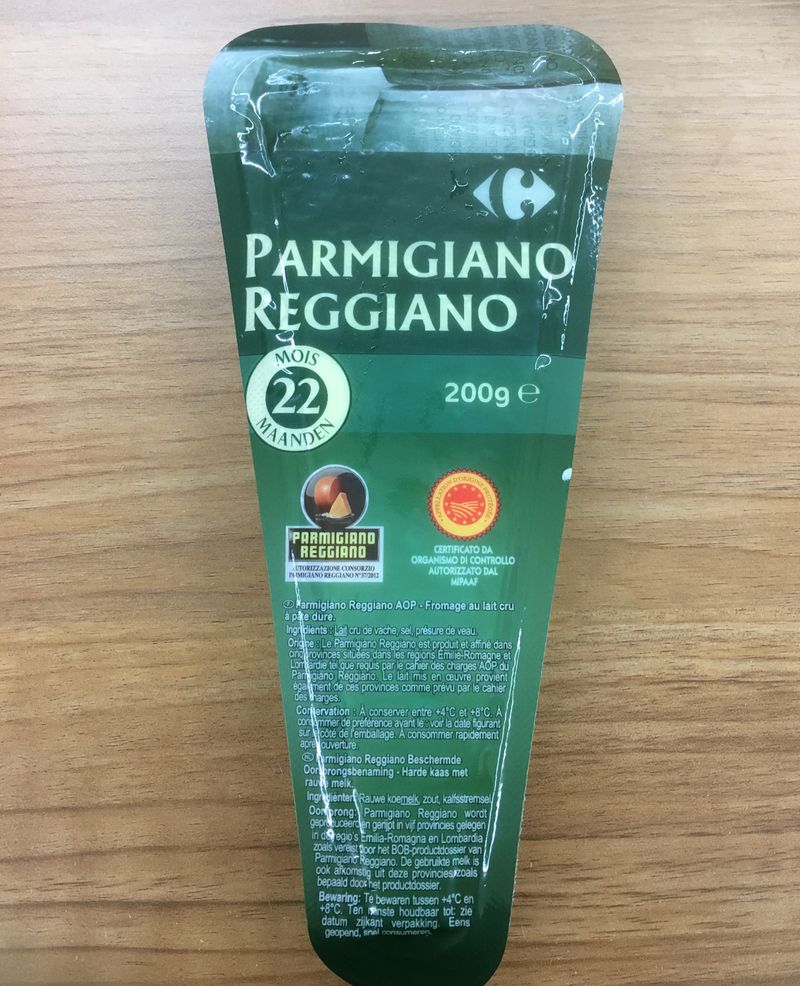 PARMIGIANO
REGGIANO
MOIS
22
MAANDEN
200g e
PARMIGIANO
REGGIANO
AUTORIZZAZIONE CONSORZIO
PARMIGIANO REGGIANO N°57/2012
APPELLATION D'ORIGINE PROTÉGÉE
CERTIFICATO DA
ORGANISMO DI CONTROLLO
AUTORIZZATO DAL
MIPAAF
Parmigiano Reggiano AOP - Fromage au lait cru
à pâte dure.
Ingrédients : Lait cru de vache, sel, présure de veau.
Origine : Le Parmigiano Reggiano est produit et affiné dans
cinq provinces situées dans les régions Emilie-Romagne et
Lombardie tel que requis par le cahier des charges AOP du
Parmigiano Reggiano. Le lait mis en œuvre provient
également de ces provinces comme prévu par le cahier
des charges.
Conservation : À conserver entre +4°C et +8°C. À
consommer de préférence avant le : voir la date figurant
sur le côté de l'emballage. À consommer rapidement
après ouverture.
NL Parmigiano Reggiano Beschermde
Oorsprongsbenaming - Harde kaas met
rauwe melk.
Ingrediënten: Rauwe koemelk, zout, kalfsstremsel.
Oorsprong: Parmigiano Reggiano wordt
geproduceerd en gerijpt in vijf provincies gelegen
in de regio's Emilia-Romagna en Lombardia
zoals vereist door het BOB-productdossier van
Parmigiano Reggiano. De gebruikte melk is
ook afkomstig uit deze provincies zoals
bepaald door het productdossier.
Bewaring: Te bewaren tussen +4°C en
+8°C. Ten minste houdbaar tot: zie
datum zijkant verpakking. Eens
geopend, snel consumeren.